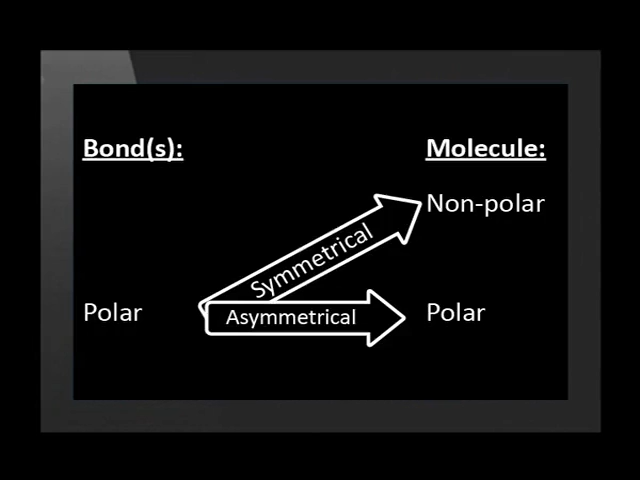 Bond(s):
Molecule:
Non-polar
Symmetrical
Polar
Asymmetrical
Polar